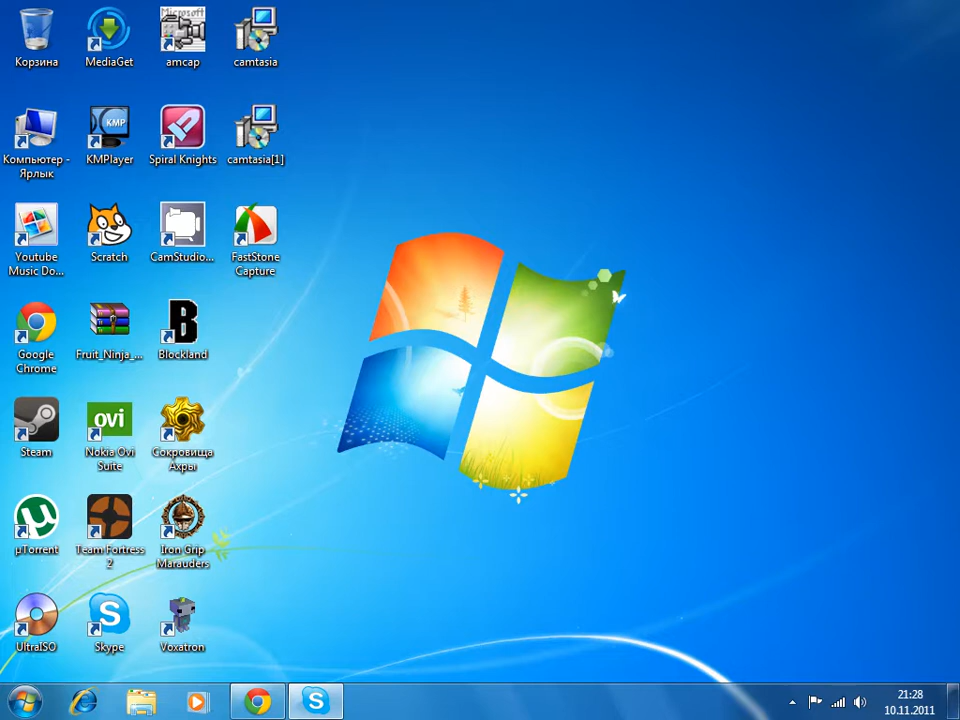 Корзина
MediaGet
Microsoft
amcap
camtasia
Компьютер -
Ярлык
KMP
KMPlayer
Spiral Knights
camtasia[1]
Youtube
Music Do...
Scratch
CamStudio...
FastStone
Capture
Google
Chrome
Fruit_Ninja_...
B
Blockland
Steam
ovi
Nokia Ovi
Suite
Сокровища
Ахры
µTorrent
Team Fortress
2
Iron Grip
Marauders
UltraISO
S
Skype
Voxatron
S
21:28
10.11.2011